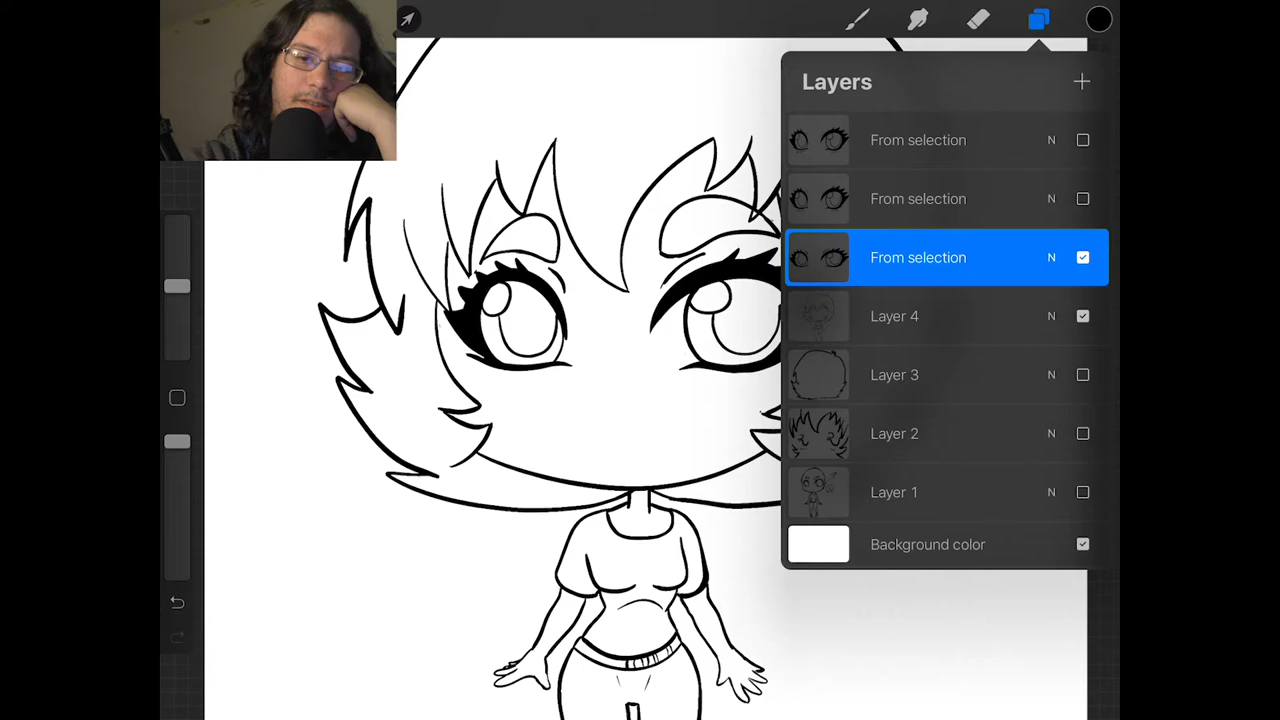 Layers
From selection N
From selection N
From selection N
Layer 4 N
Layer 3 N
Layer 2 N
Layer 1 N
Background color